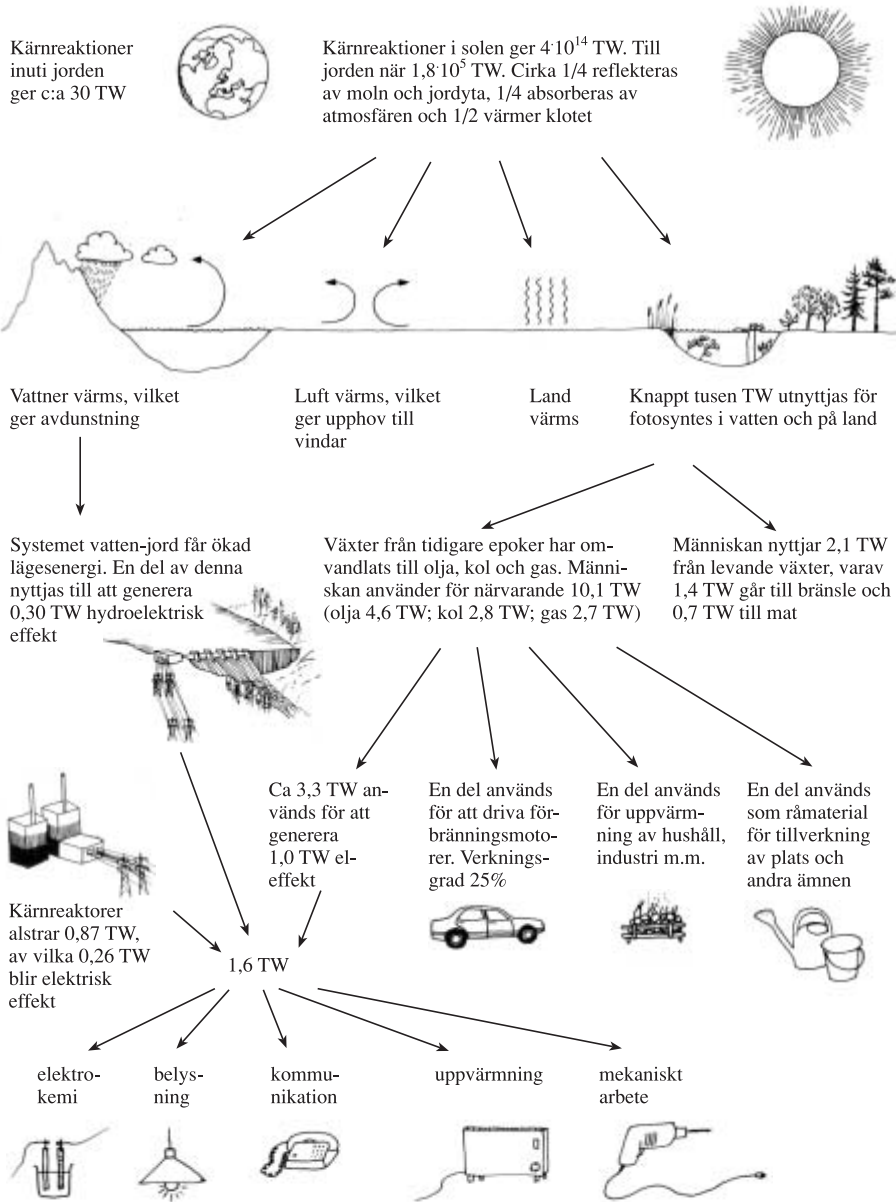 Kärnreaktioner
inuti jorden
ger c:a 30 TW
Kärnreaktioner i solen ger 4·10¹⁴ TW. Till
jorden når 1,8·10⁵ TW. Cirka 1/4 reflekteras
av moln och jordyta, 1/4 absorberas av
atmosfären och 1/2 värmer klotet
Vattner värms, vilket
ger avdunstning
Luft värms, vilket
ger upphov till
vindar
Land
värms
Knappt tusen TW utnyttjas för
fotosyntes i vatten och på land
Systemet vatten-jord får ökad
lägesenergi. En del av denna
nyttjas till att generera
0,30 TW hydroelektrisk
effekt
Växter från tidigare epoker har om-
vandlats till olja, kol och gas. Männi-
skan använder för närvarande 10,1 TW
(olja 4,6 TW; kol 2,8 TW; gas 2,7 TW)
Människan nyttjar 2,1 TW
från levande växter, varav
1,4 TW går till bränsle och
0,7 TW till mat
Ca 3,3 TW an-
vänds för att
generera
1,0 TW el-
effekt
En del används
för att driva för-
bränningsmoto-
rer. Verknings-
grad 25%
En del används
för uppvärm-
ning av hushåll,
industri m.m.
En del används
som råmaterial
för tillverkning
av plats och
andra ämnen
Kärnreaktorer
alstrar 0,87 TW,
av vilka 0,26 TW
blir elektrisk
effekt
1,6 TW
elektro-
kemi
belys-
ning
kommu-
nikation
uppvärmning
mekaniskt
arbete